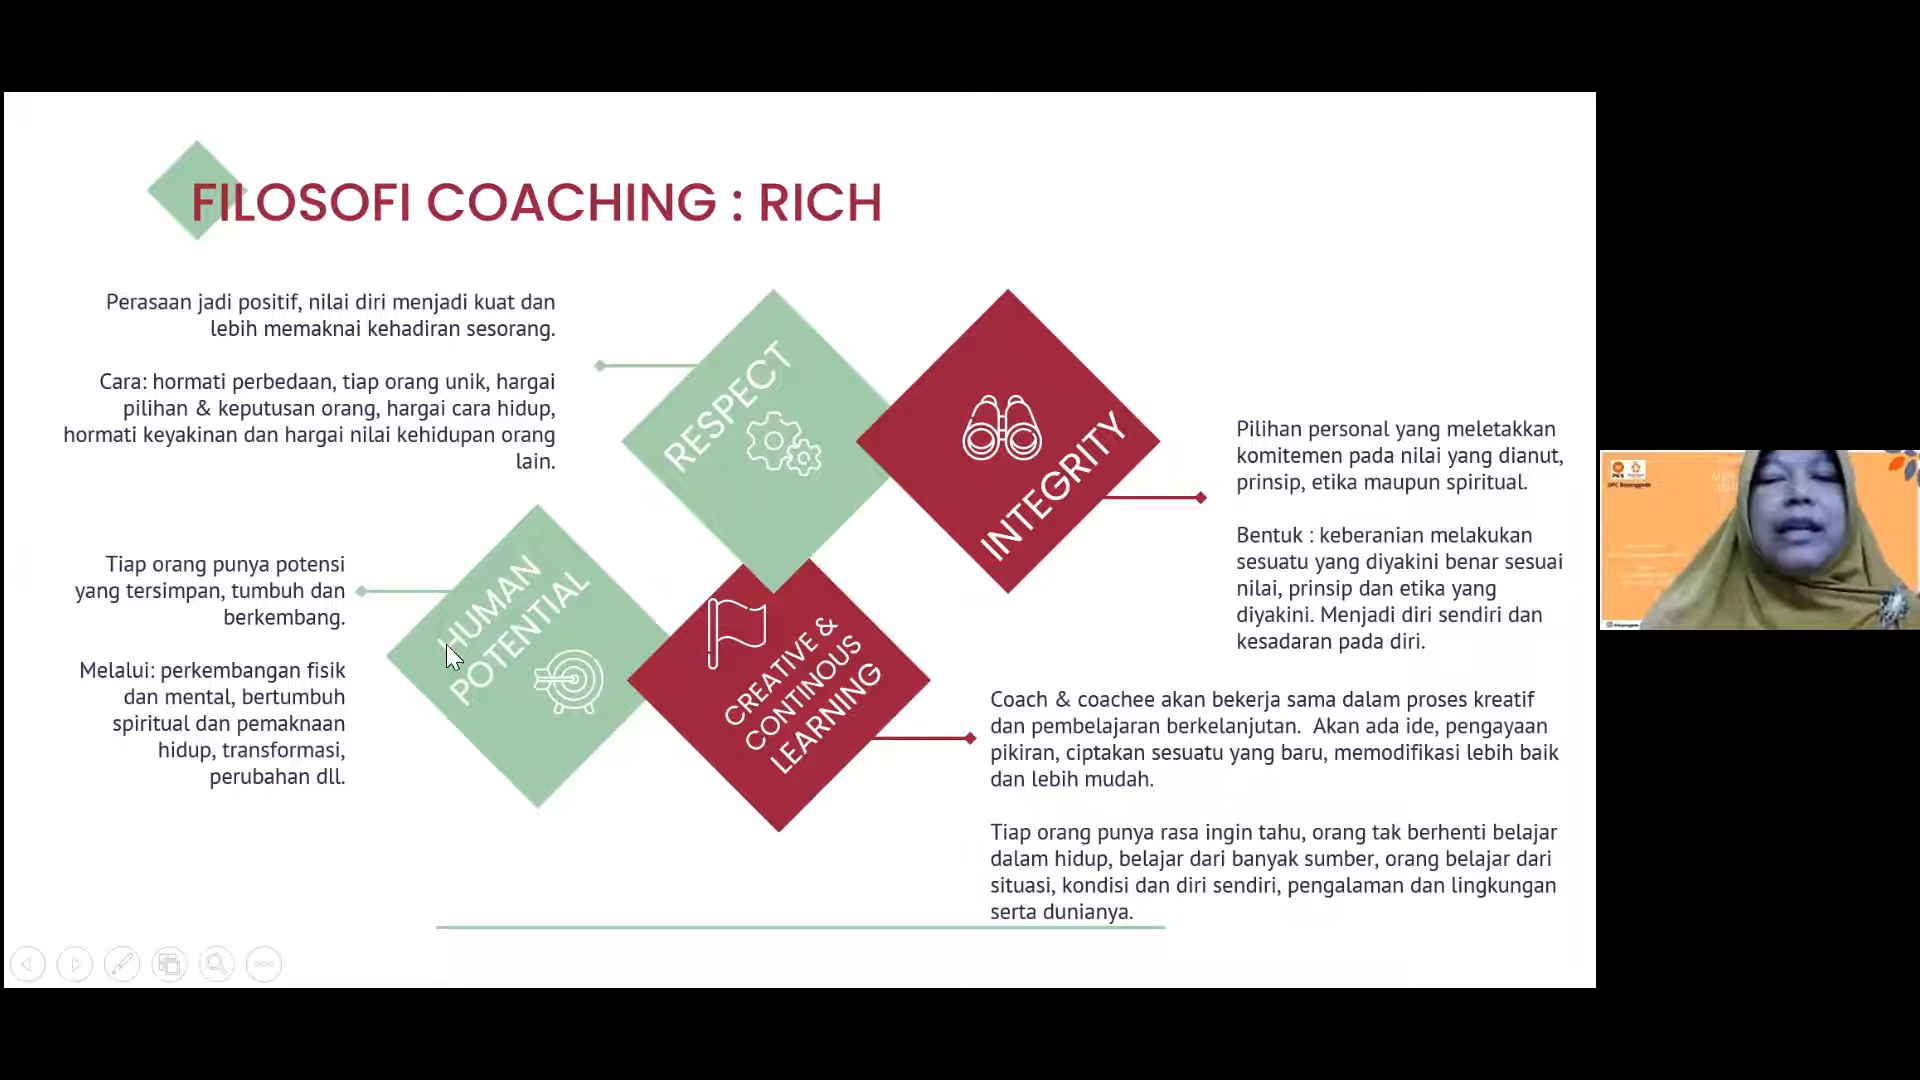 FILOSOFI COACHING : RICH
Perasaan jadi positif, nilai diri menjadi kuat dan
lebih memaknai kehadiran sesorang.
Cara: hormati perbedaan, tiap orang unik, hargai
pilihan & keputusan orang, hargai cara hidup,
hormati keyakinan dan hargai nilai kehidupan orang
lain.
RESPECT
INTEGRITY
Pilihan personal yang meletakkan
komitemen pada nilai yang dianut,
prinsip, etika maupun spiritual.
Bentuk : keberanian melakukan
sesuatu yang diyakini benar sesuai
nilai, prinsip dan etika yang
diyakini. Menjadi diri sendiri dan
kesadaran pada diri.
Tiap orang punya potensi
yang tersimpan, tumbuh dan
berkembang.
Melalui: perkembangan fisik
dan mental, bertumbuh
spiritual dan pemaknaan
hidup, transformasi,
perubahan dll.
HUMAN
POTENTIAL
CREATIVE &
CONTINOUS
LEARNING
Coach & coachee akan bekerja sama dalam proses kreatif
dan pembelajaran berkelanjutan.  Akan ada ide, pengayaan
pikiran, ciptakan sesuatu yang baru, memodifikasi lebih baik
dan lebih mudah.
Tiap orang punya rasa ingin tahu, orang tak berhenti belajar
dalam hidup, belajar dari banyak sumber, orang belajar dari
situasi, kondisi dan diri sendiri, pengalaman dan lingkungan
serta dunianya.
PKS